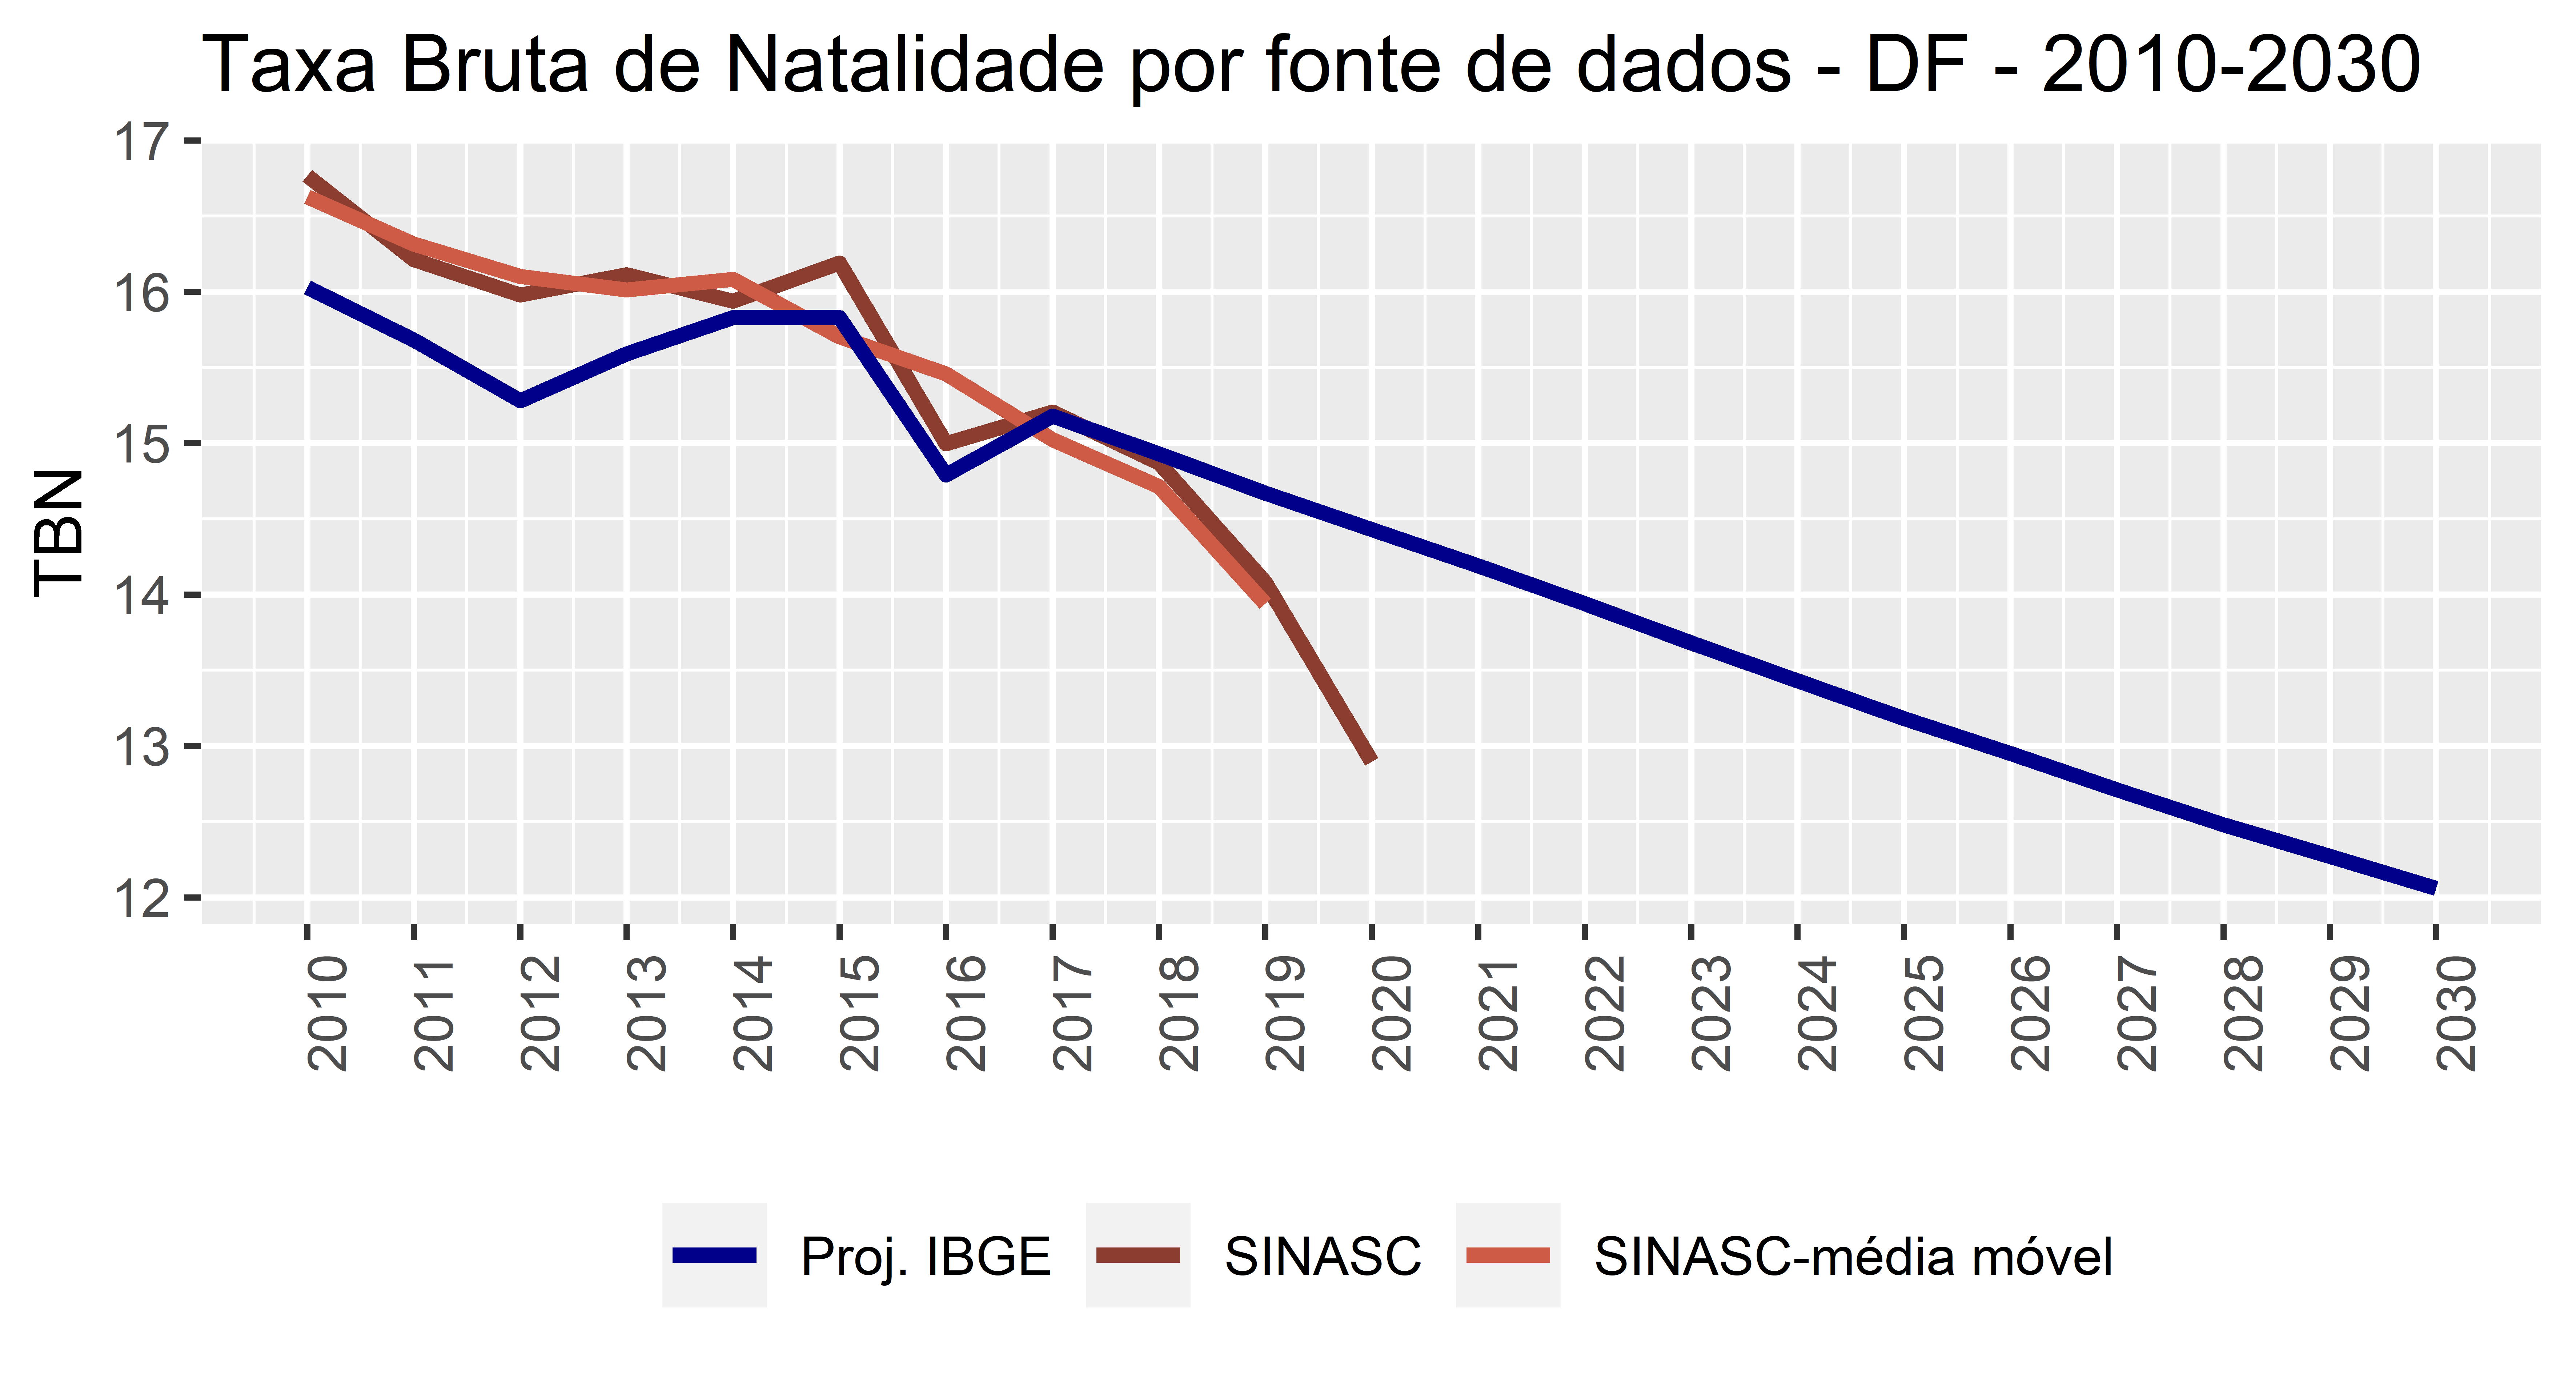 Taxa Bruta de Natalidade por fonte de dados - DF - 2010-2030
17
16
15
14
13
12
TBN
2010 2011 2012 2013 2014 2015 2016 2017 2018 2019 2020 2021 2022 2023 2024 2025 2026 2027 2028 2029 2030
Proj. IBGE SINASC SINASC-média móvel